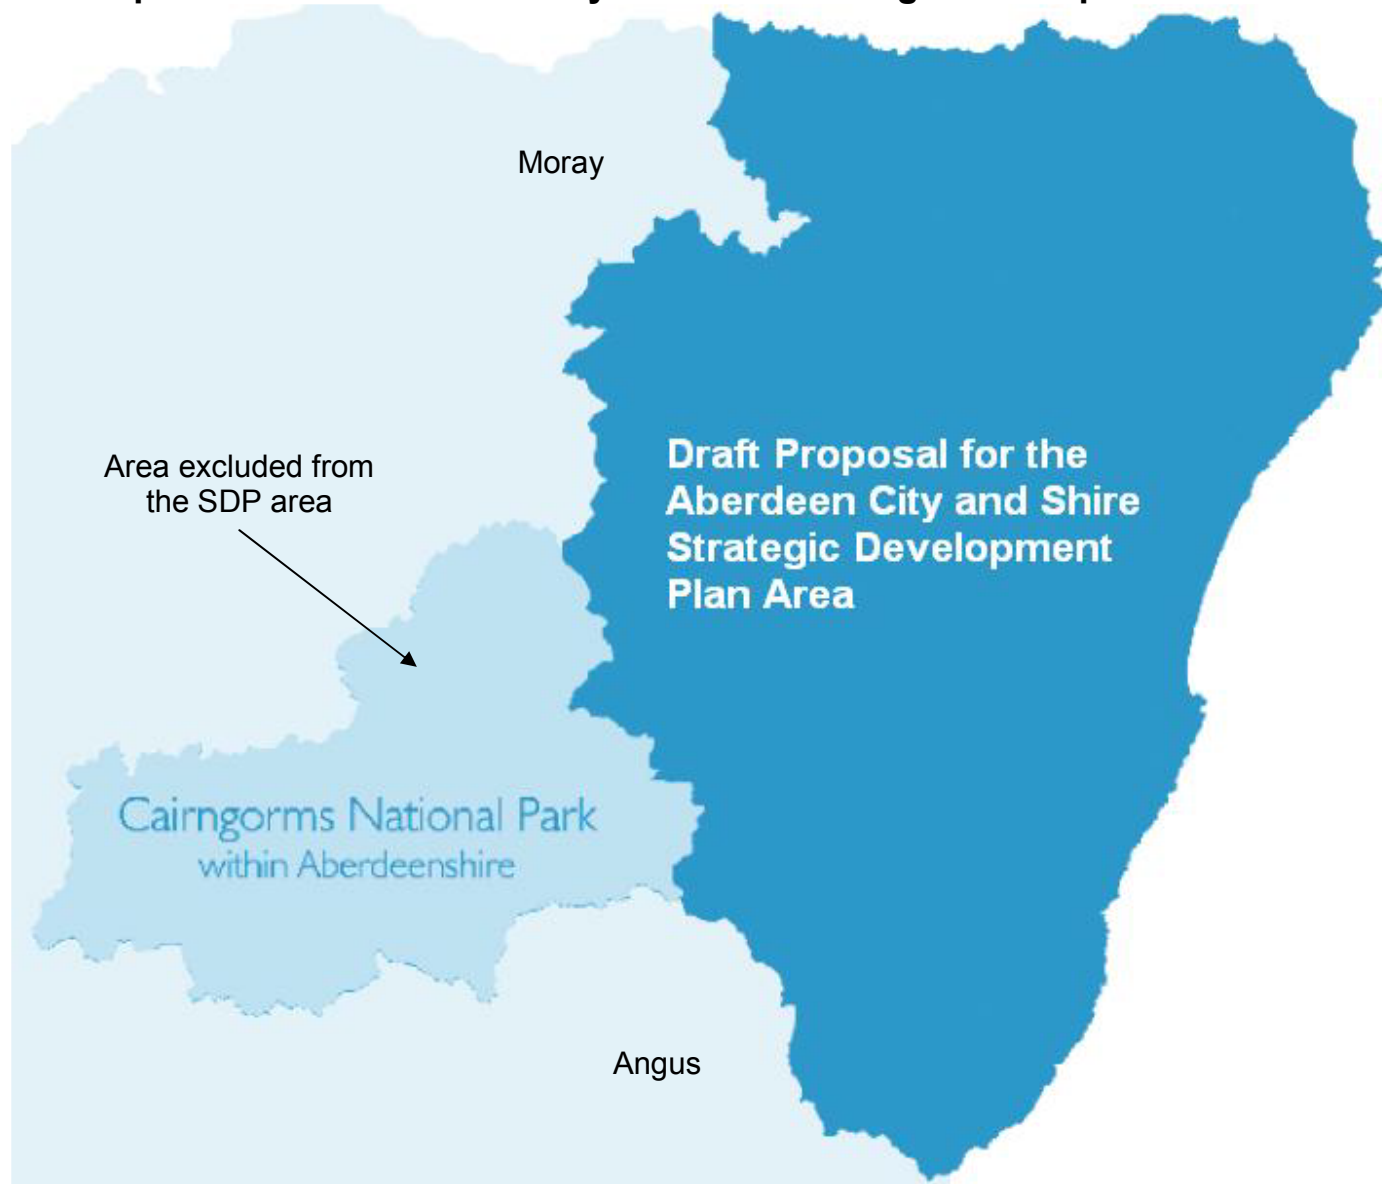 Moray
Area excluded from
the SDP area
Draft Proposal for the
Aberdeen City and Shire
Strategic Development
Plan Area
Cairngorms National Park
within Aberdeenshire
Angus